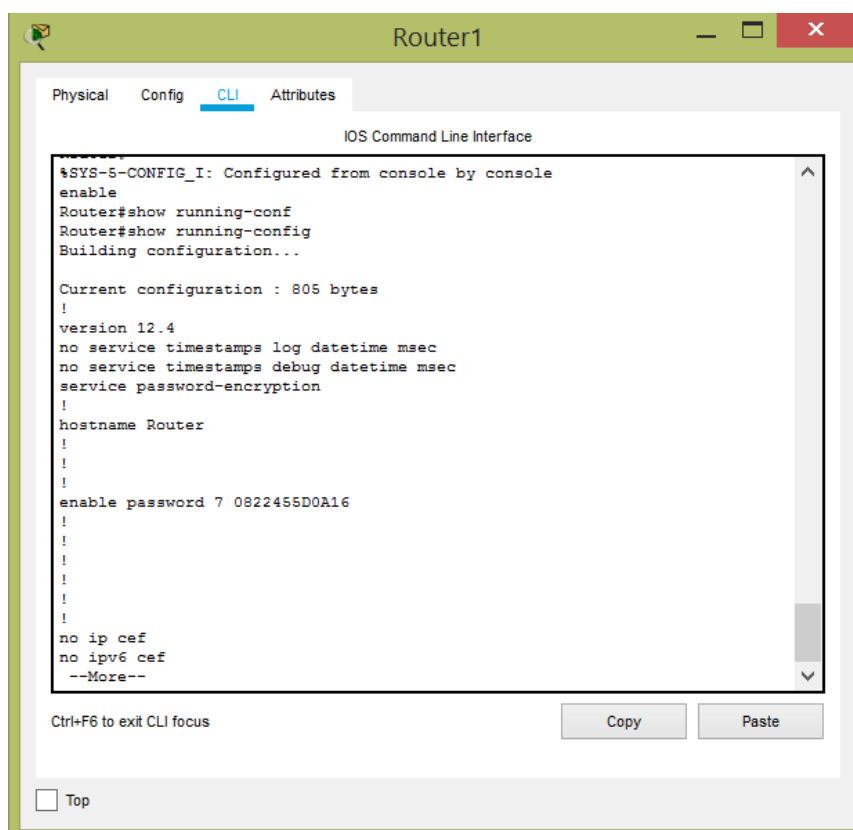 Router1
Physical Config CLI Attributes
IOS Command Line Interface
%SYS-5-CONFIG_I: Configured from console by console
enable
Router#show running-conf
Router#show running-config
Building configuration...
Current configuration : 805 bytes
!
version 12.4
no service timestamps log datetime msec
no service timestamps debug datetime msec
service password-encryption
!
hostname Router
!
!
!
enable password 7 0822455D0A16
!
!
!
!
!
!
no ip cef
no ipv6 cef
--More--
Ctrl+F6 to exit CLI focus
Copy Paste
Top